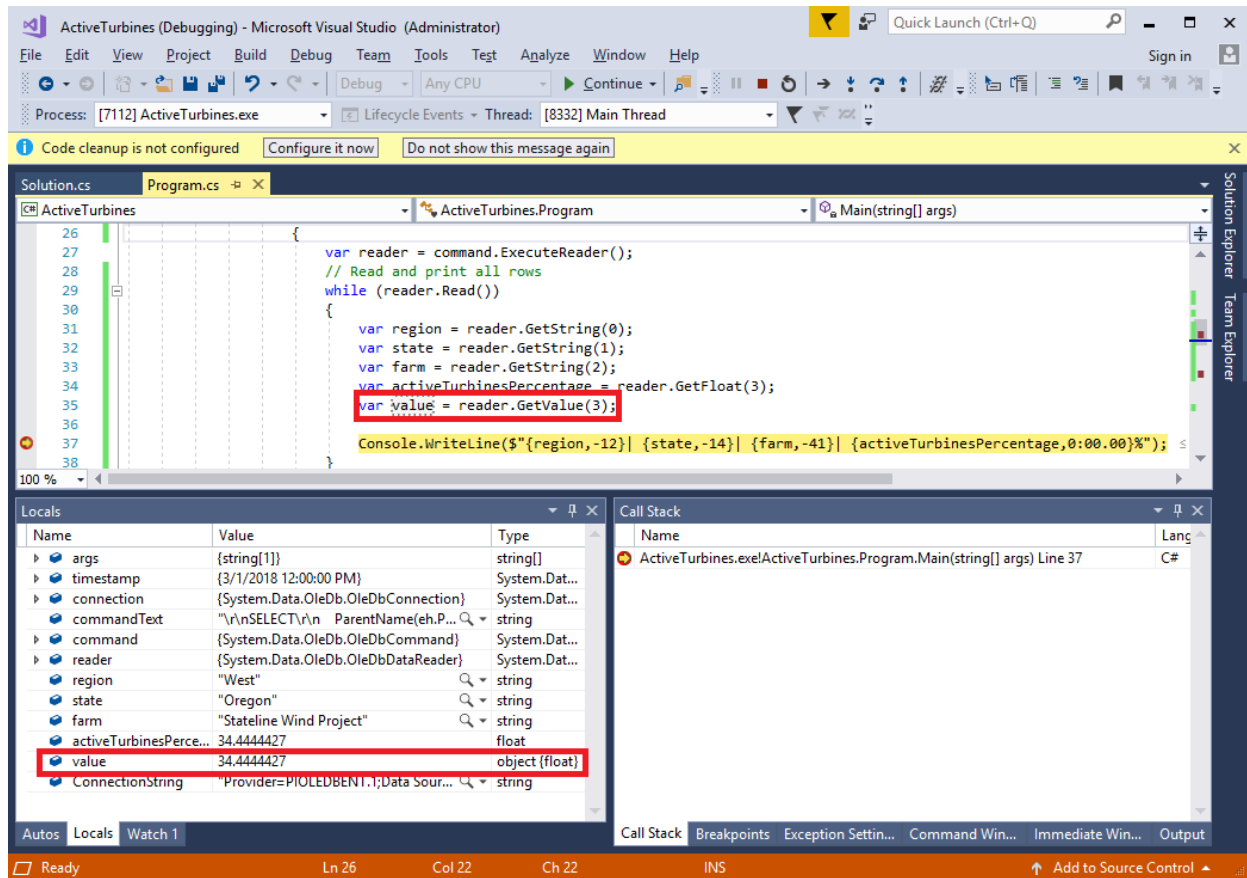 ActiveTurbines (Debugging) - Microsoft Visual Studio (Administrator)
Quick Launch (Ctrl+Q)
File Edit View Project Build Debug Team Tools Test Analyze Window Help
Sign in
Debug Any CPU Continue
Process: [7112] ActiveTurbines.exe Lifecycle Events Thread: [8332] Main Thread
Code cleanup is not configured Configure it now Do not show this message again
Solution.cs Program.cs
C# ActiveTurbines ActiveTurbines.Program Main(string[] args)
26 {
27 var reader = command.ExecuteReader();
28 // Read and print all rows
29 while (reader.Read())
30 {
31 var region = reader.GetString(0);
32 var state = reader.GetString(1);
33 var farm = reader.GetString(2);
34 var activeTurbinesPercentage = reader.GetFloat(3);
35 var value = reader.GetValue(3);
36
37 Console.WriteLine($"{region,-12}| {state,-14}| {farm,-41}| {activeTurbinesPercentage,0:00.00}%"); ≤
38 }
100 %
Solution Explorer
Team Explorer
Locals
Name Value Type
args {string[1]} string[]
timestamp {3/1/2018 12:00:00 PM} System.Dat...
connection {System.Data.OleDb.OleDbConnection} System.Dat...
commandText "\r\nSELECT\r\n ParentName(eh.P... string
command {System.Data.OleDb.OleDbCommand} System.Dat...
reader {System.Data.OleDb.OleDbDataReader} System.Dat...
region "West" string
state "Oregon" string
farm "Stateline Wind Project" string
activeTurbinesPerce... 34.4444427 float
value 34.4444427 object {float}
ConnectionString "Provider=PIOLEDBENT.1;Data Sour... string
Autos Locals Watch 1
Call Stack
Name Lang
ActiveTurbines.exe!ActiveTurbines.Program.Main(string[] args) Line 37 C#
Call Stack Breakpoints Exception Settin... Command Win... Immediate Win... Output
Ready Ln 26 Col 22 Ch 22 INS Add to Source Control